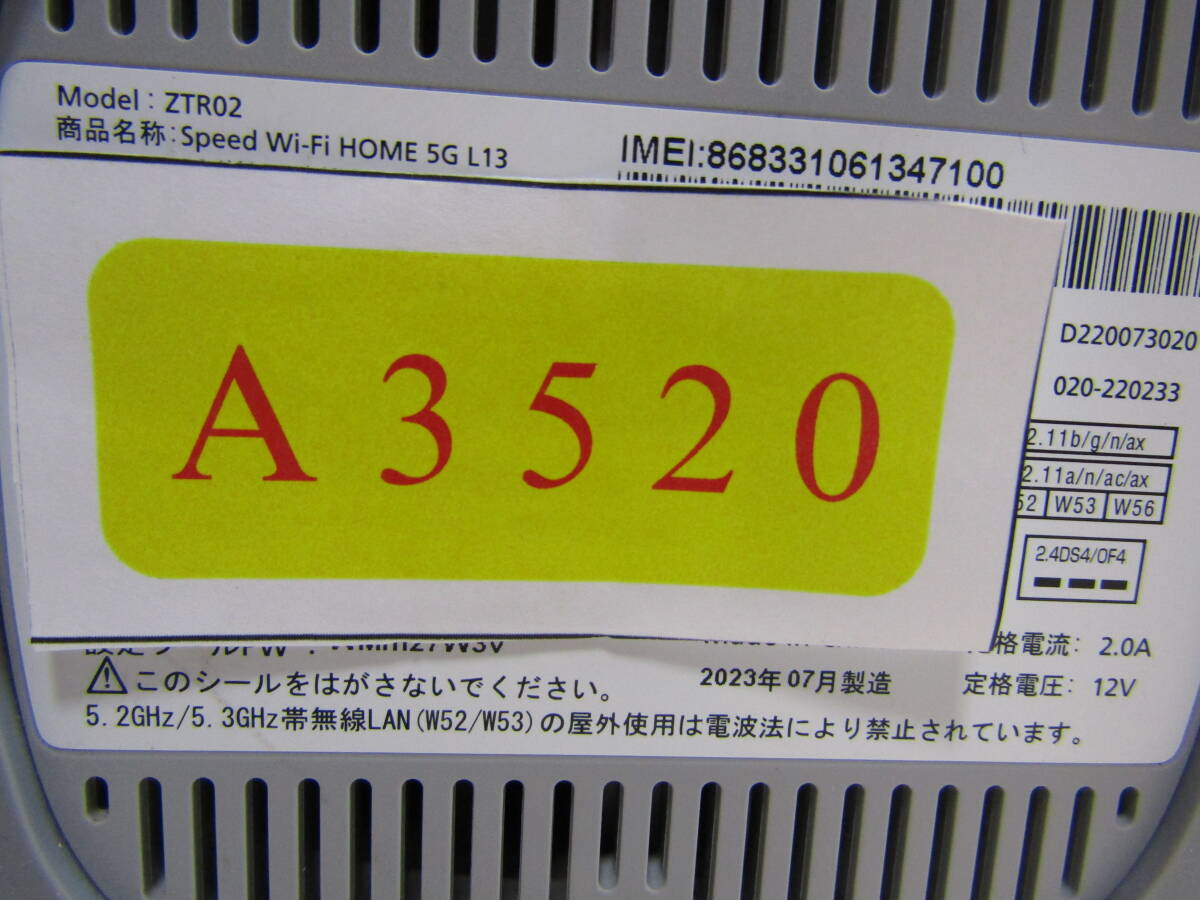 Model : ZTR02
商品名称:Speed Wi-Fi HOME 5G L13
IMEI:868331061347100
A3520
D220073020
020-220233
2.11b/g/n/ax
2.11a/n/ac/ax
52 W53 W56
2.4DS4/OF4
定格電流: 2.0A
2023年07月製造
定格電圧: 12V
⚠このシールをはがさないでください。
5.2GHz/5.3GHz帯無線LAN(W52/W53)の屋外使用は電波法により禁止されています。